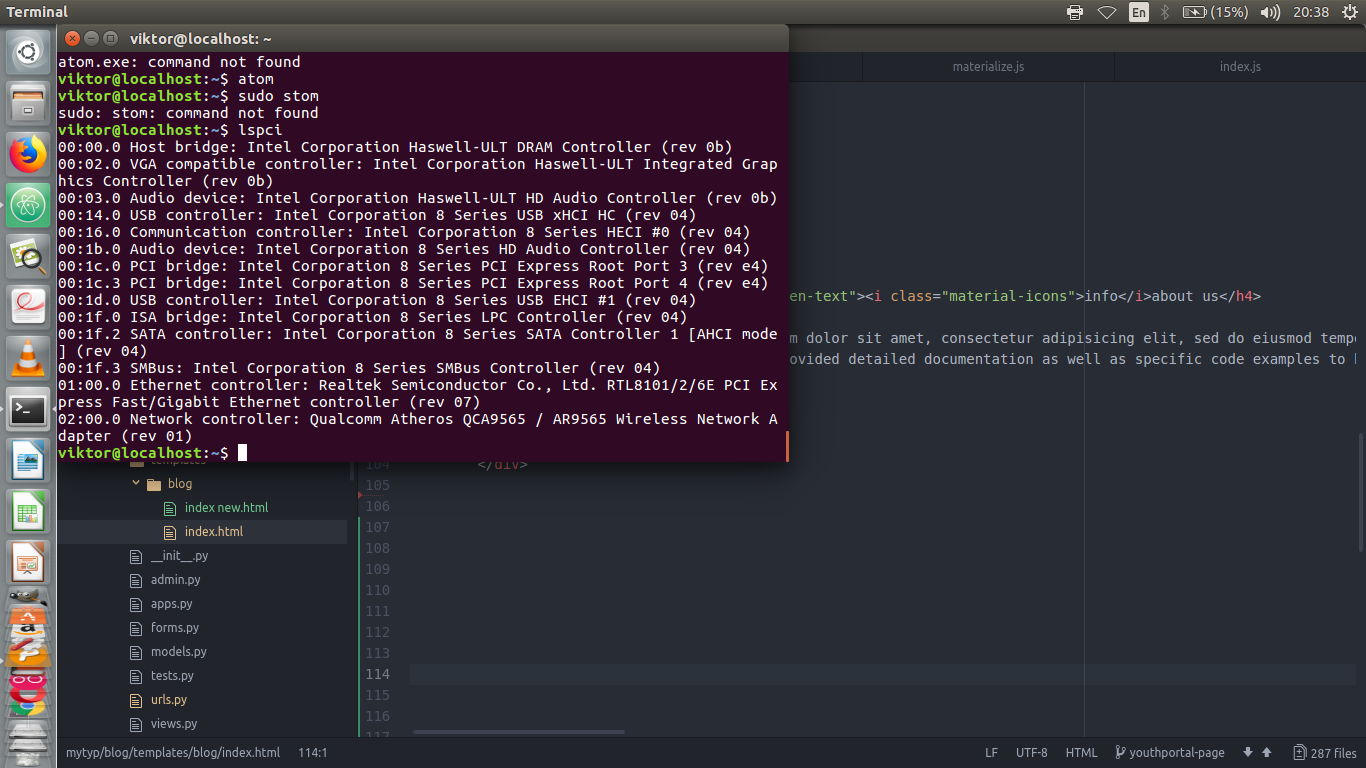 Terminal
En
(15%)
20:38
viktor@localhost: ~
atom.exe: command not found
viktor@localhost:~$ atom
viktor@localhost:~$ sudo stom
sudo: stom: command not found
viktor@localhost:~$ lspci
00:00.0 Host bridge: Intel Corporation Haswell-ULT DRAM Controller (rev 0b)
00:02.0 VGA compatible controller: Intel Corporation Haswell-ULT Integrated Grap
hics Controller (rev 0b)
00:03.0 Audio device: Intel Corporation Haswell-ULT HD Audio Controller (rev 0b)
00:14.0 USB controller: Intel Corporation 8 Series USB xHCI HC (rev 04)
00:16.0 Communication controller: Intel Corporation 8 Series HECI #0 (rev 04)
00:1b.0 Audio device: Intel Corporation 8 Series HD Audio Controller (rev 04)
00:1c.0 PCI bridge: Intel Corporation 8 Series PCI Express Root Port 3 (rev e4)
00:1c.3 PCI bridge: Intel Corporation 8 Series PCI Express Root Port 4 (rev e4)
00:1d.0 USB controller: Intel Corporation 8 Series USB EHCI #1 (rev 04)
00:1f.0 ISA bridge: Intel Corporation 8 Series LPC Controller (rev 04)
00:1f.2 SATA controller: Intel Corporation 8 Series SATA Controller 1 [AHCI mode
] (rev 04)
00:1f.3 SMBus: Intel Corporation 8 Series SMBus Controller (rev 04)
01:00.0 Ethernet controller: Realtek Semiconductor Co., Ltd. RTL8101/2/6E PCI Ex
press Fast/Gigabit Ethernet controller (rev 07)
02:00.0 Network controller: Qualcomm Atheros QCA9565 / AR9565 Wireless Network A
dapter (rev 01)
viktor@localhost:~$
materialize.js
index.js
en-text"><i class="material-icons">info</i>about us</h4>
m dolor sit amet, consectetur adipisicing elit, sed do eiusmod tempo
ovided detailed documentation as well as specific code examples to
templates
blog
index new.html
index.html
__init__.py
admin.py
apps.py
forms.py
models.py
tests.py
urls.py
views.py
104 </div>
105
106
107
108
109
110
111
112
113
114
115
116
117
mytyp/blog/templates/blog/index.html 114:1
LF UTF-8 HTML youthportal-page 287 files